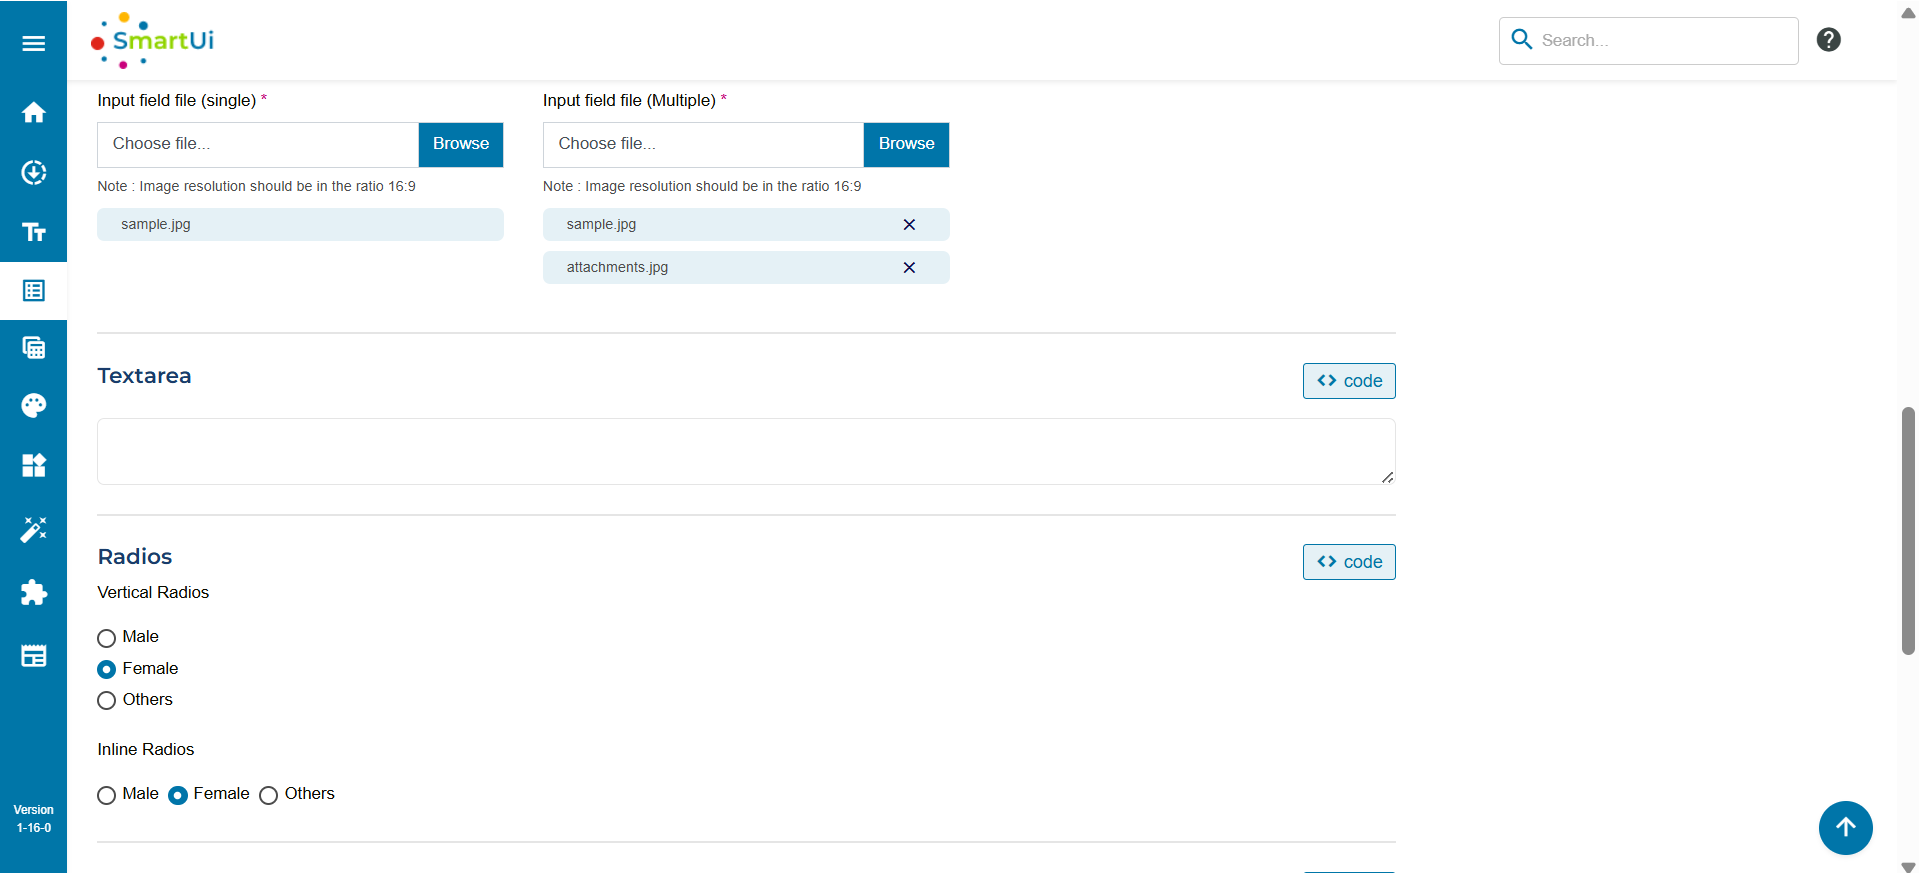 SmartUi
Search...
Input field file (single) *
Input field file (Multiple) *
Choose file...
Browse
Choose file...
Browse
Note : Image resolution should be in the ratio 16:9
Note : Image resolution should be in the ratio 16:9
sample.jpg
sample.jpg
attachments.jpg
Textarea
<> code
Radios
<> code
Vertical Radios
Male
Female
Others
Inline Radios
Male Female Others
Version
1-16-0